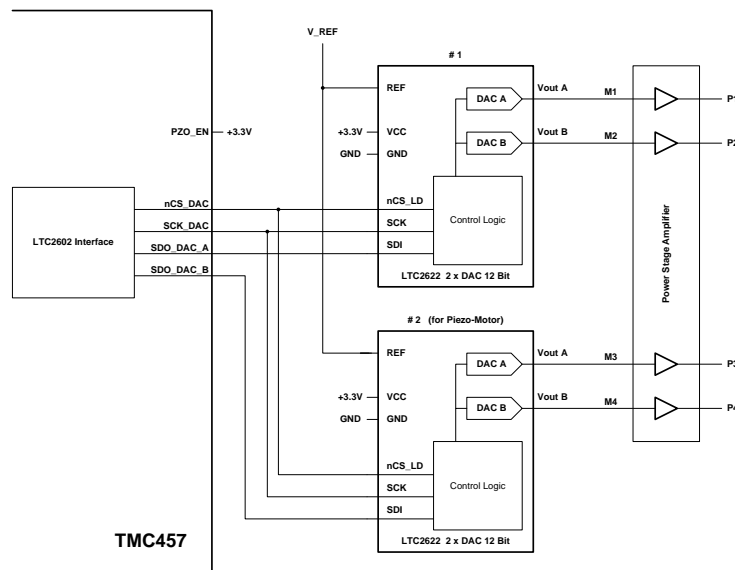 V_REF
# 1
REF
DAC A
Vout A
M1
P1
PZO_EN
+3.3V
+3.3V
VCC
DAC B
Vout B
M2
P2
GND
GND
nCS_DAC
nCS_LD
LTC2602 Interface
SCK_DAC
SCK
Control Logic
SDO_DAC_A
SDI
SDO_DAC_B
LTC2622 2 x DAC 12 Bit
Power Stage Amplifier
# 2 (for Piezo-Motor)
REF
DAC A
Vout A
M3
P3
+3.3V
VCC
DAC B
Vout B
M4
P4
GND
GND
nCS_LD
SCK
Control Logic
SDI
TMC457
LTC2622 2 x DAC 12 Bit